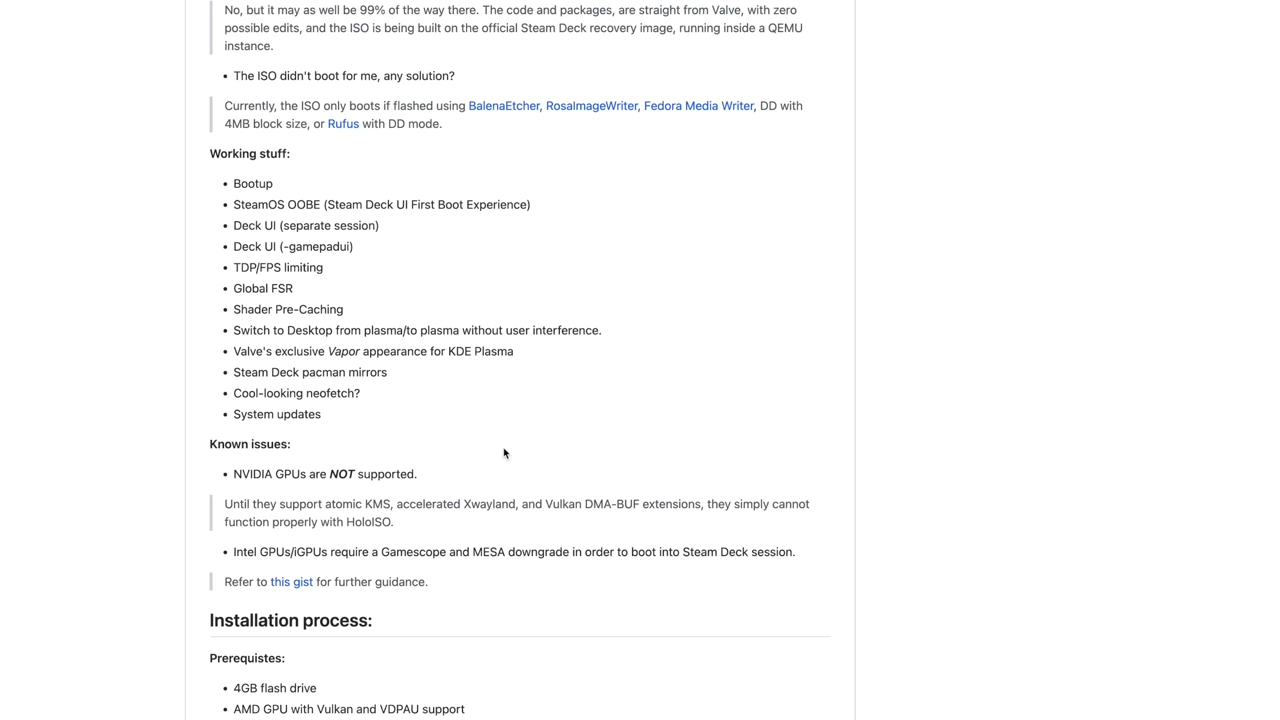 No, but it may as well be 99% of the way there. The code and packages, are straight from Valve, with zero
possible edits, and the ISO is being built on the official Steam Deck recovery image, running inside a QEMU
instance.
• The ISO didn't boot for me, any solution?
Currently, the ISO only boots if flashed using BalenaEtcher, RosaImageWriter, Fedora Media Writer, DD with
4MB block size, or Rufus with DD mode.
Working stuff:
• Bootup
• SteamOS OOBE (Steam Deck UI First Boot Experience)
• Deck UI (separate session)
• Deck UI (-gamepadui)
• TDP/FPS limiting
• Global FSR
• Shader Pre-Caching
• Switch to Desktop from plasma/to plasma without user interference.
• Valve's exclusive Vapor appearance for KDE Plasma
• Steam Deck pacman mirrors
• Cool-looking neofetch?
• System updates
Known issues:
• NVIDIA GPUs are NOT supported.
Until they support atomic KMS, accelerated Xwayland, and Vulkan DMA-BUF extensions, they simply cannot
function properly with HoloISO.
• Intel GPUs/iGPUs require a Gamescope and MESA downgrade in order to boot into Steam Deck session.
Refer to this gist for further guidance.
Installation process:
Prerequistes:
• 4GB flash drive
• AMD GPU with Vulkan and VDPAU support